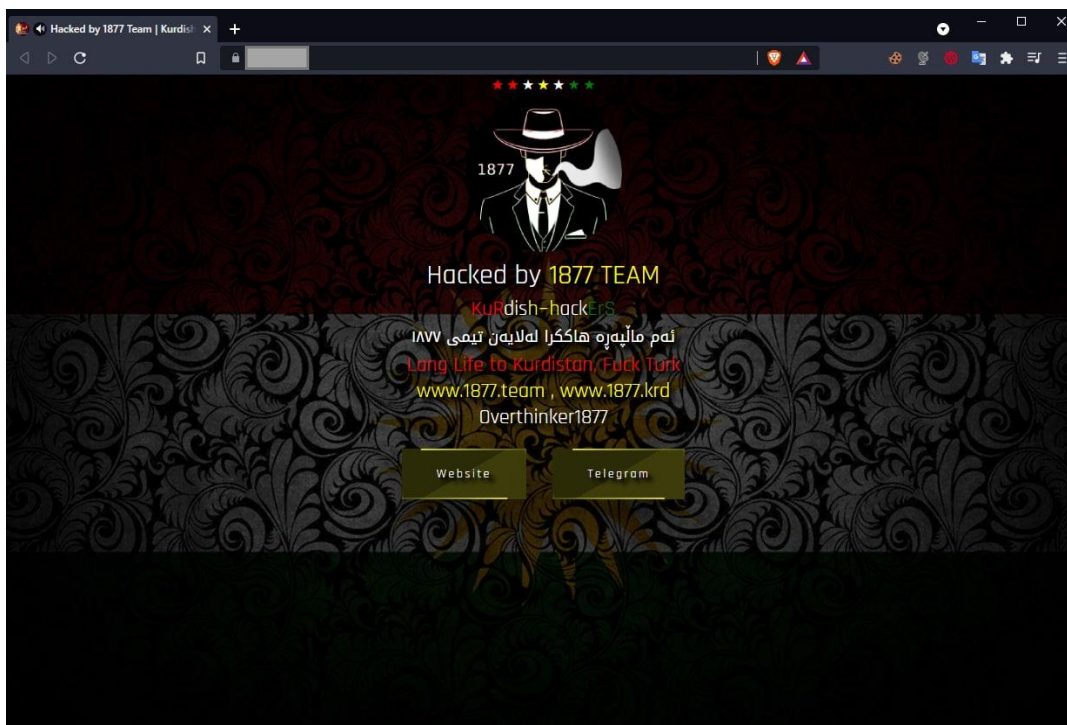 Hacked by 1877 Team | Kurdis
1877
Hacked by 1877 TEAM
KuRdish-hackErS
ئەم ماڵپەڕە هاککرا لەلایەن تیمی ١٨٧٧
Long Life to Kurdistan, Fuck Turk
www.1877.team , www.1877.krd
0verthinker1877
Website
Telegram